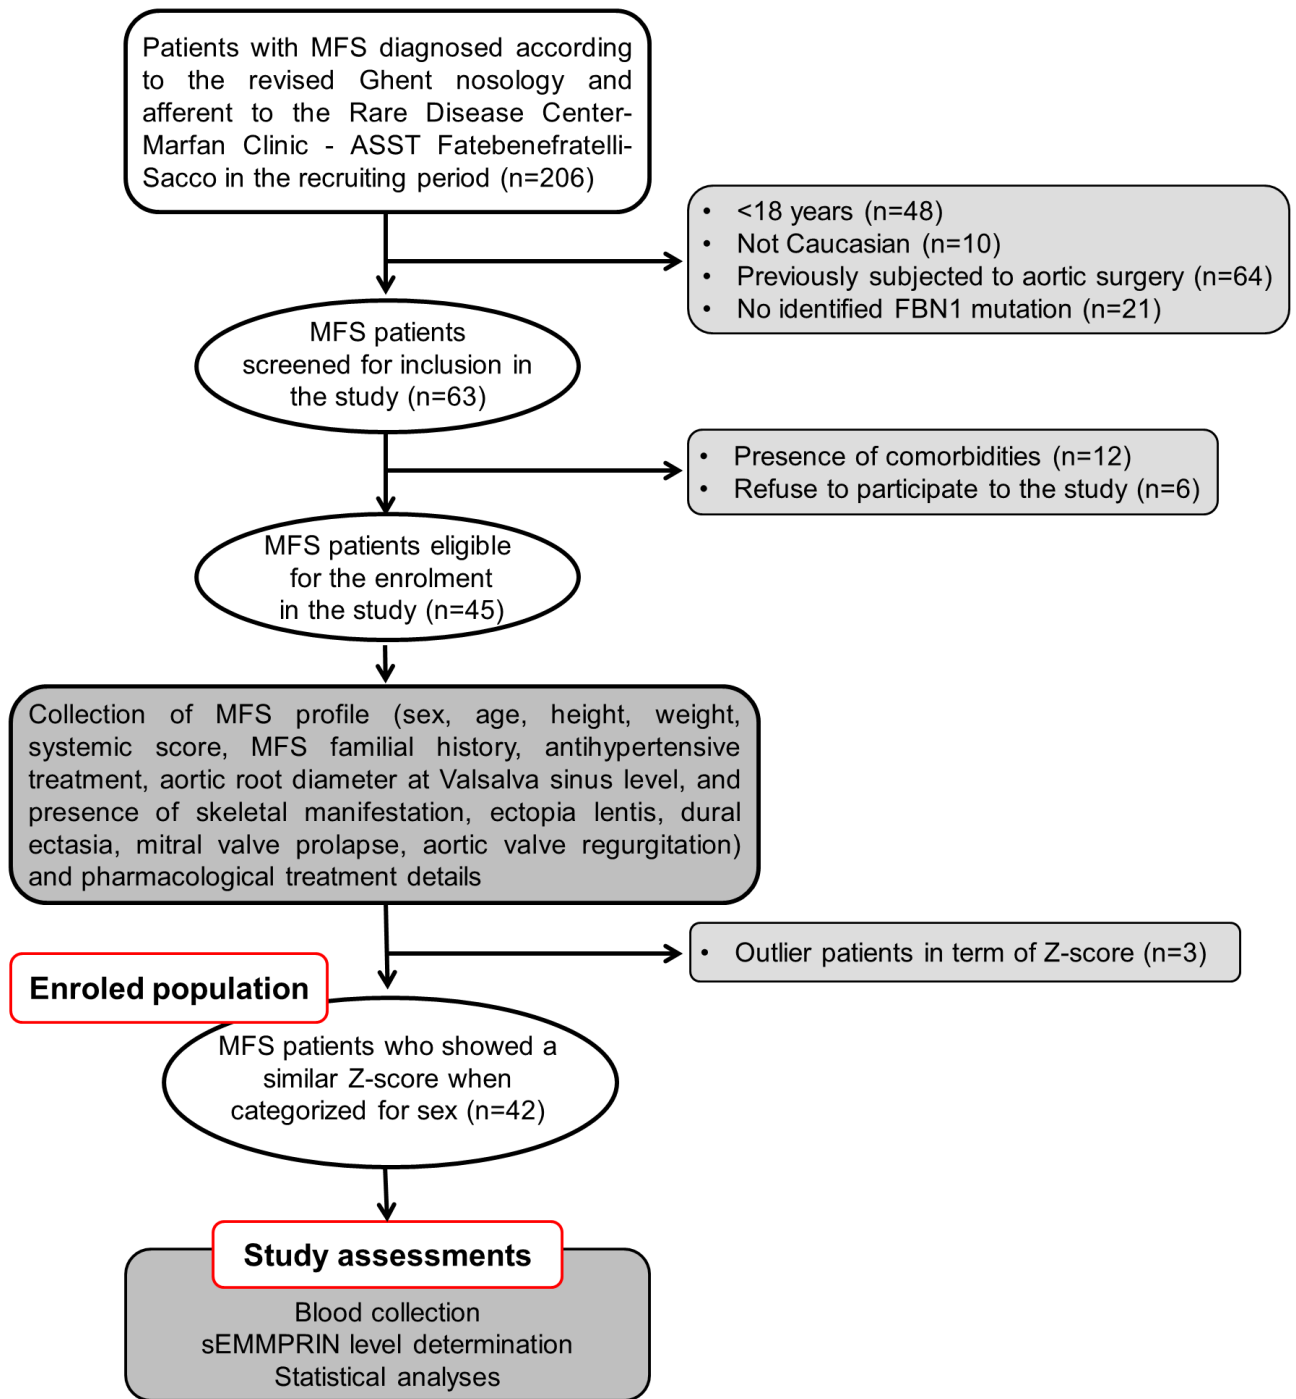 Patients with MFS diagnosed according
to the revised Ghent nosology and
afferent to the Rare Disease Center-
Marfan Clinic - ASST Fatebenefratelli-
Sacco in the recruiting period (n=206)
• <18 years (n=48)
• Not Caucasian (n=10)
• Previously subjected to aortic surgery (n=64)
• No identified FBN1 mutation (n=21)
MFS patients
screened for inclusion in
the study (n=63)
• Presence of comorbidities (n=12)
• Refuse to participate to the study (n=6)
MFS patients eligible
for the enrolment
in the study (n=45)
Collection of MFS profile (sex, age, height, weight,
systemic score, MFS familial history, antihypertensive
treatment, aortic root diameter at Valsalva sinus level, and
presence of skeletal manifestation, ectopia lentis, dural
ectasia, mitral valve prolapse, aortic valve regurgitation)
and pharmacological treatment details
• Outlier patients in term of Z-score (n=3)
Enroled population
MFS patients who showed a
similar Z-score when
categorized for sex (n=42)
Study assessments
Blood collection
sEMMPRIN level determination
Statistical analyses